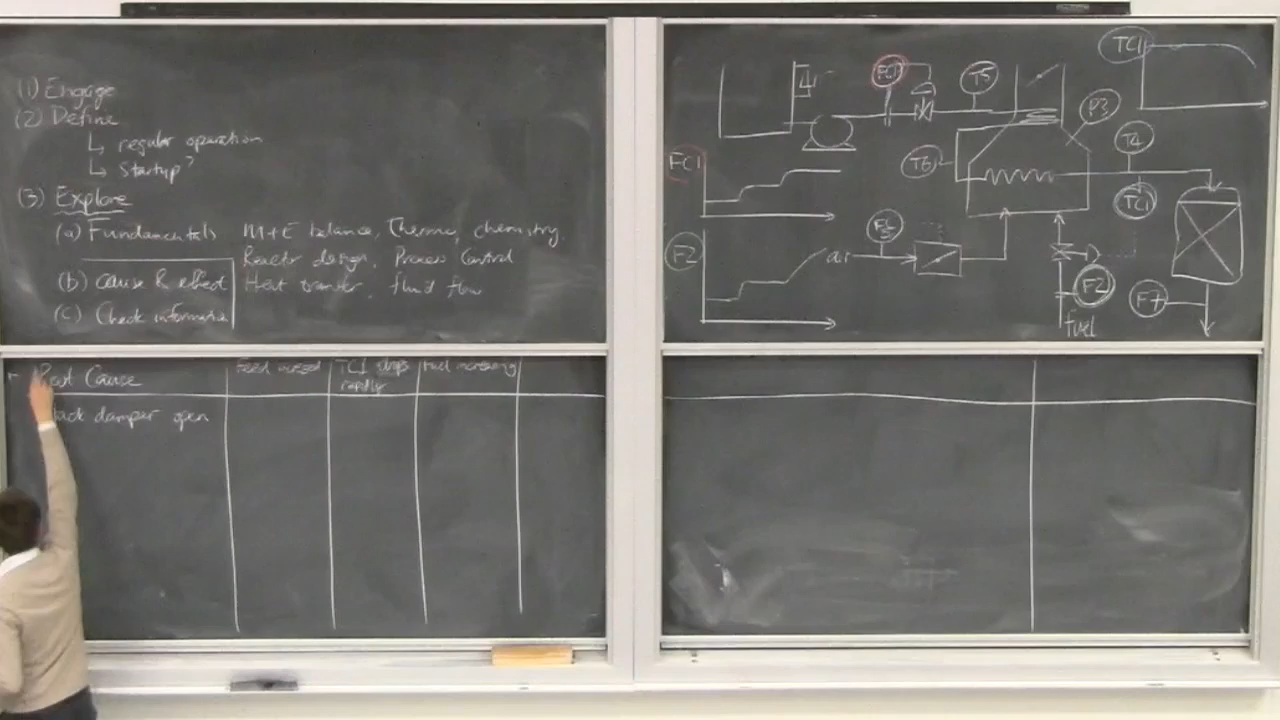 (1) Engage
(2) Define
↳ regular operation
↳ Startup?
(3) Explore
(a) Fundamentals M+E balance, Thermo, chemistry.
Reactor design, Process Control
(b) cause & effect Heat transfer, fluid flow
(c) Check information
Root Cause
Feed increased
TC1 drops rapidly
Fuel increasing
Stack damper open
TC1
FC1
T5
P3
T4
T6
FC1
TC1
F2
air
F2
F7
fuel